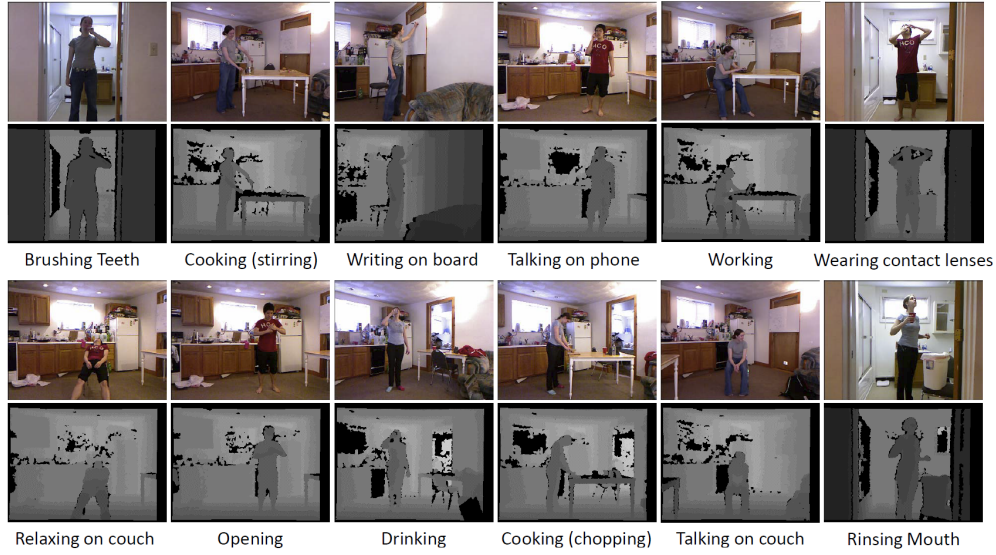 Brushing Teeth
Cooking (stirring)
Writing on board
Talking on phone
Working
Wearing contact lenses
Relaxing on couch
Opening
Drinking
Cooking (chopping)
Talking on couch
Rinsing Mouth